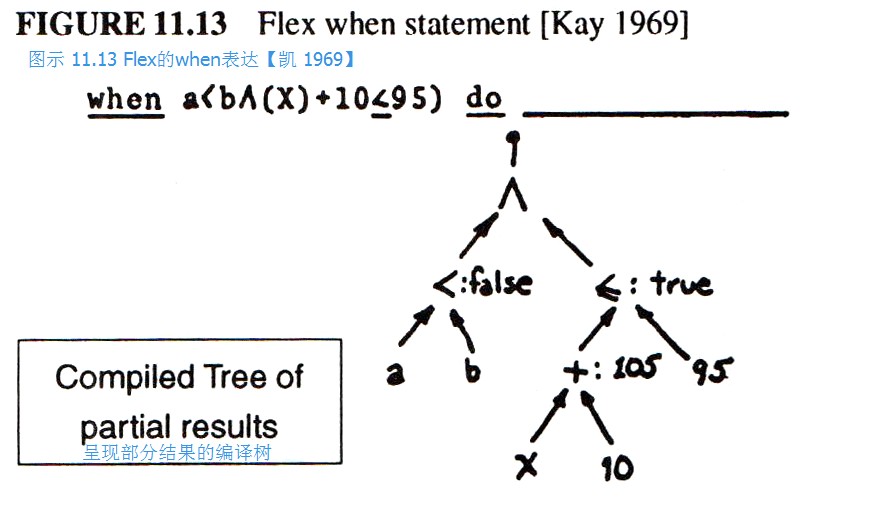 FIGURE 11.13 Flex when statement [Kay 1969]
图示 11.13 Flex的when表达【凯 1969】
when a<b∧(X)+10≤95) do
∧
<:false ≤: true
a b +: 105 95
Compiled Tree of
partial results
呈现部分结果的编译树
x 10